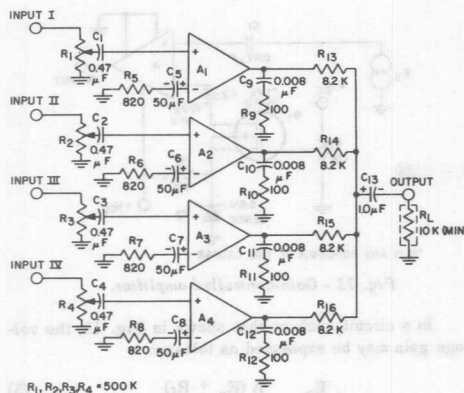 INPUT I
R1
C1
0.47
μF
R5
820
C5
50μF
+
A1
C9
0.008
μF
R9
100
R13
8.2 K
INPUT II
R2
C2
0.47
μF
R6
820
C6
50μF
+
A2
C10
0.008
μF
R10
100
R14
8.2 K
C13
1.0μF
OUTPUT
RL
10 K (MIN)
INPUT III
R3
C3
0.47
μF
R7
820
C7
50μF
+
A3
C11
0.008
μF
R11
100
R15
8.2 K
INPUT IV
R4
C4
0.47
μF
R8
820
C8
50μF
+
A4
C12
0.008
μF
R12
100
R16
8.2 K
R1, R2, R3, R4 = 500 K